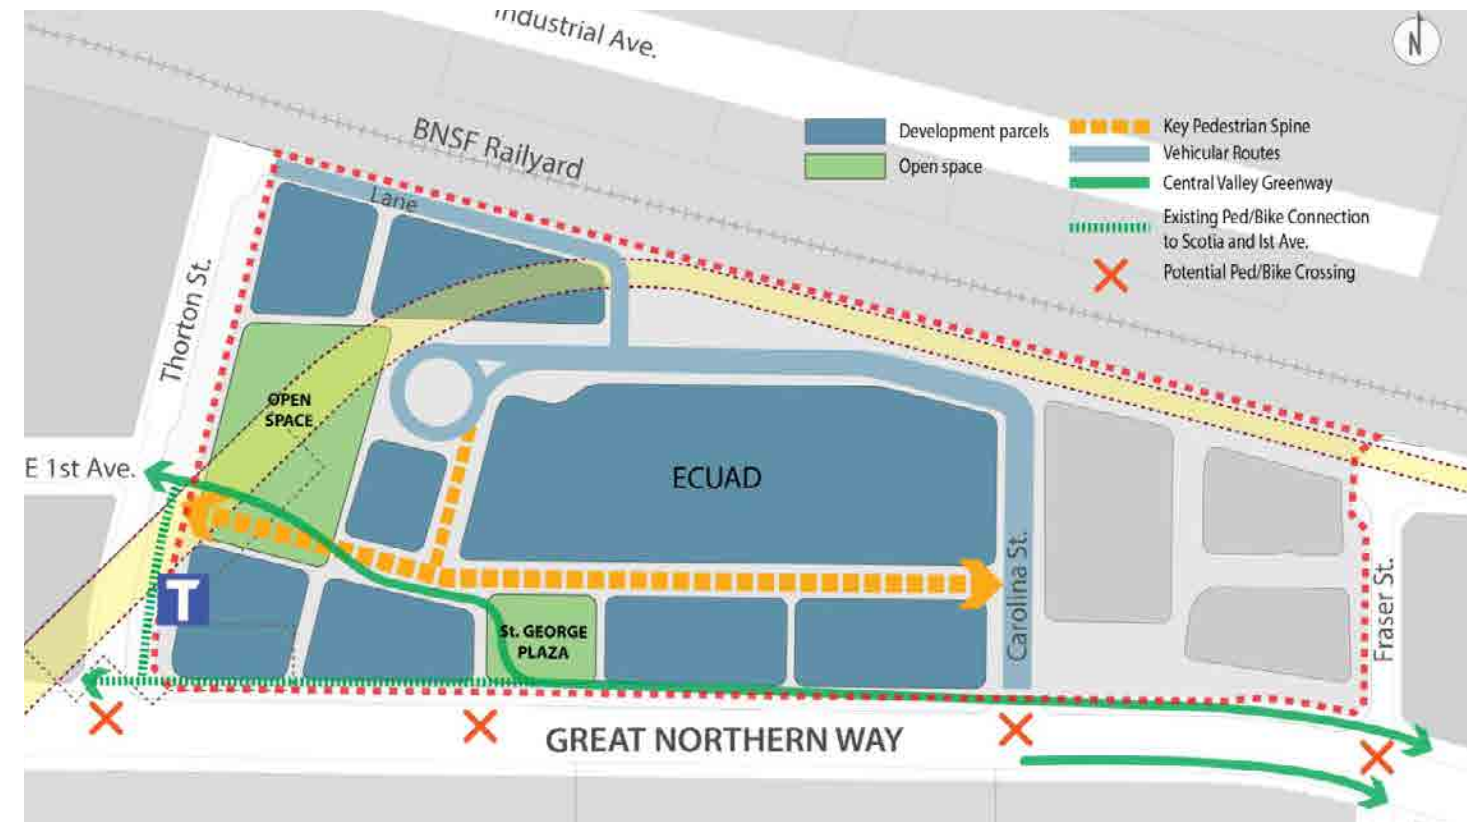 Industrial Ave.
N
BNSF Railyard
Development parcels
Open space
Key Pedestrian Spine
Vehicular Routes
Central Valley Greenway
Existing Ped/Bike Connection
to Scotia and Ist Ave.
Potential Ped/Bike Crossing
Lane
Thorton St.
OPEN
SPACE
E 1st Ave.
ECUAD
T
St. GEORGE
PLAZA
Carolina St.
Fraser St.
GREAT NORTHERN WAY